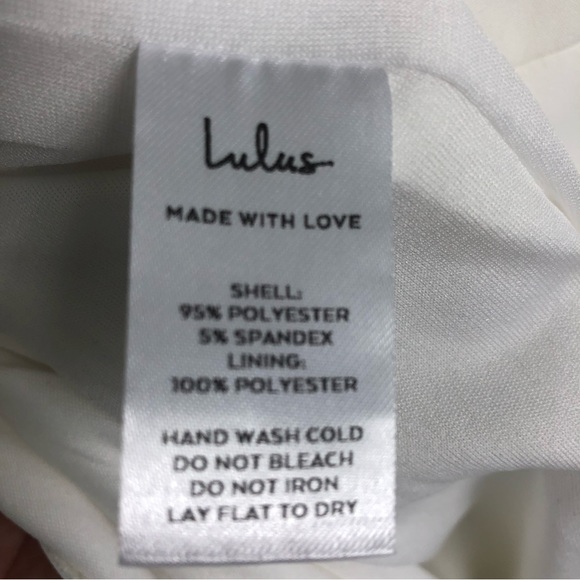 Lulus
MADE WITH LOVE
SHELL:
95% POLYESTER
5% SPANDEX
LINING:
100% POLYESTER
HAND WASH COLD
DO NOT BLEACH
DO NOT IRON
LAY FLAT TO DRY